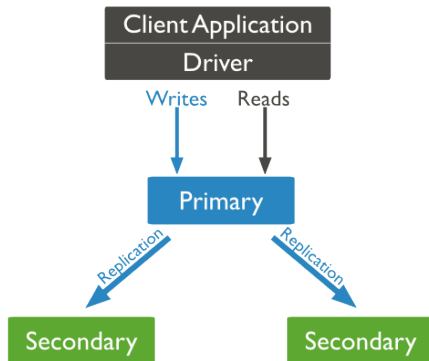 Client Application
Driver
Writes Reads
Primary
Replication Replication
Secondary Secondary